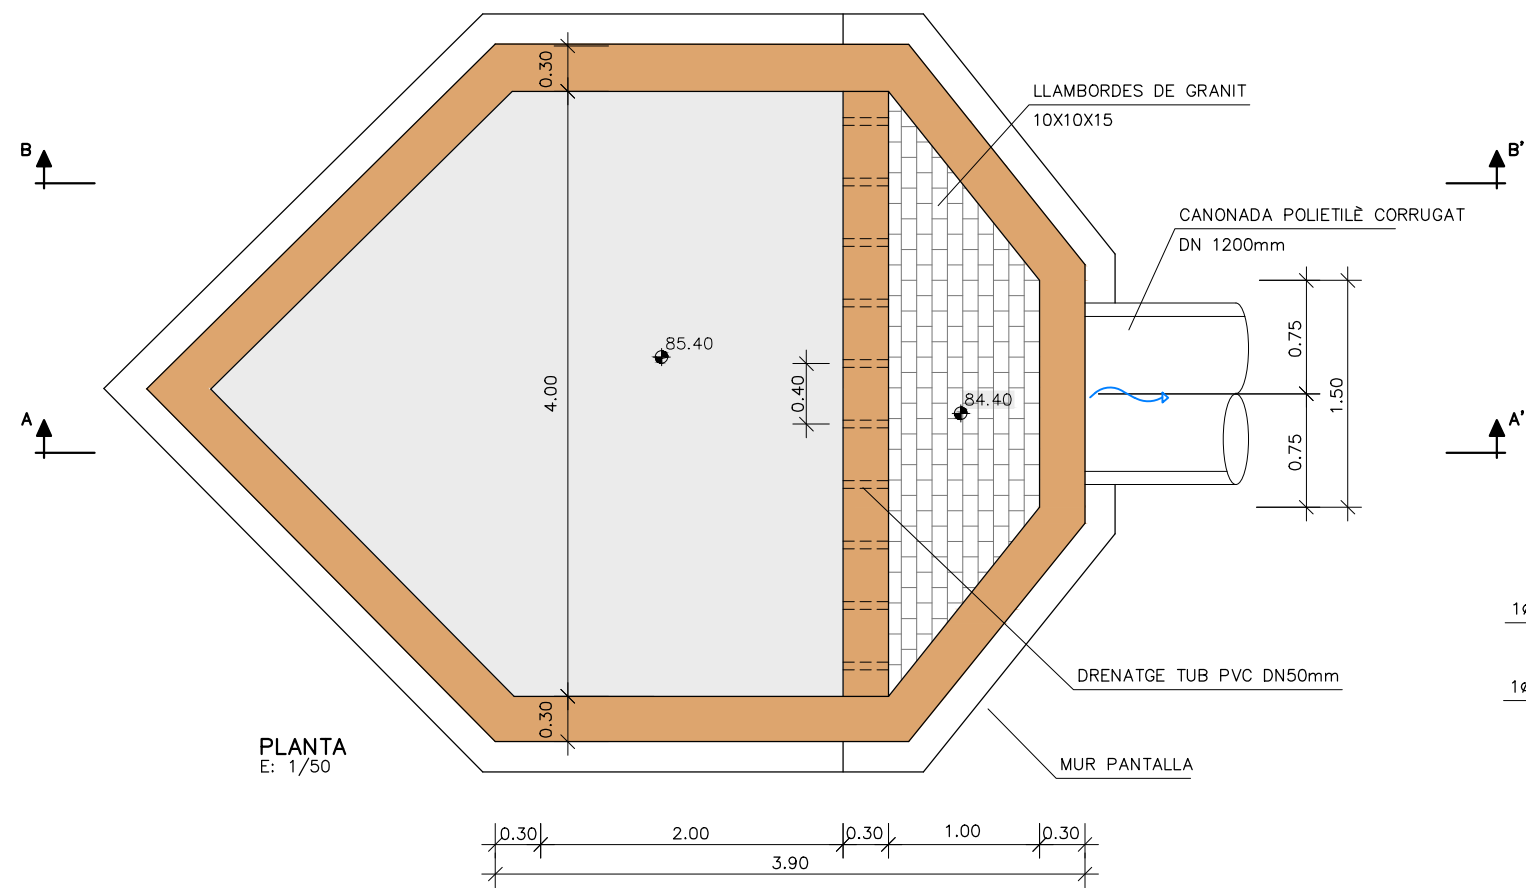 0.30
LLAMBORDES DE GRANIT
10X10X15
B
B'
CANONADA POLIETILÈ CORRUGAT
DN 1200mm
85.40
0.75
4.00
0.40
84.40
1.50
A
A'
0.75
1ø
DRENATGE TUB PVC DN50mm
1ø
0.30
PLANTA
E: 1/50
MUR PANTALLA
0.30
2.00
0.30
1.00
0.30
3.90